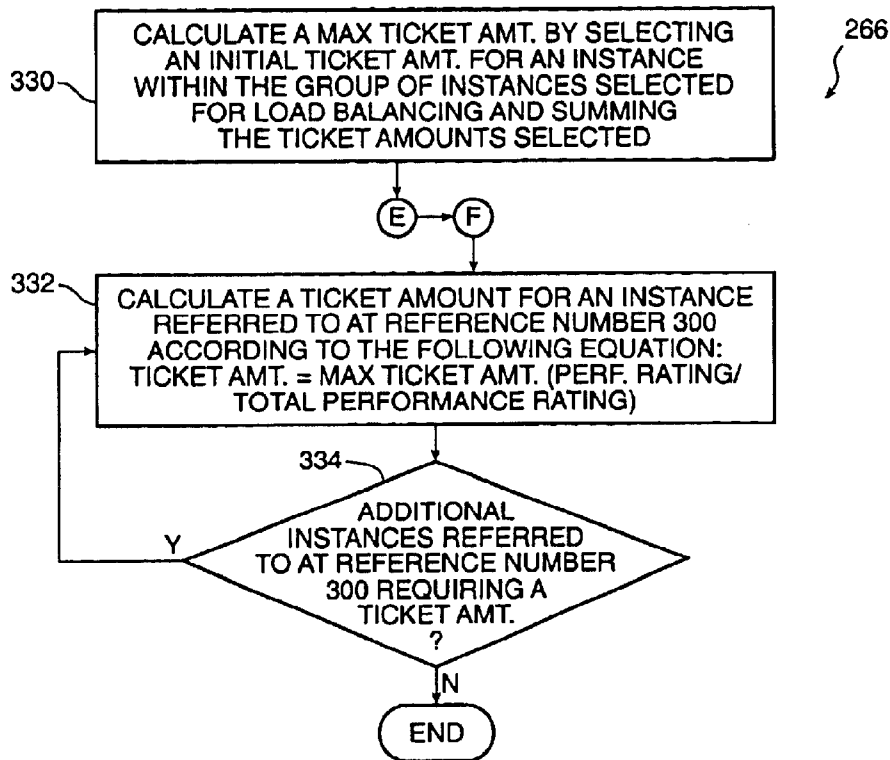 CALCULATE A MAX TICKET AMT. BY SELECTING
AN INITIAL TICKET AMT. FOR AN INSTANCE
WITHIN THE GROUP OF INSTANCES SELECTED
FOR LOAD BALANCING AND SUMMING
THE TICKET AMOUNTS SELECTED
330
266
E
F
332
CALCULATE A TICKET AMOUNT FOR AN INSTANCE
REFERRED TO AT REFERENCE NUMBER 300
ACCORDING TO THE FOLLOWING EQUATION:
TICKET AMT. = MAX TICKET AMT. (PERF. RATING/
TOTAL PERFORMANCE RATING)
334
ADDITIONAL
INSTANCES REFERRED
TO AT REFERENCE NUMBER
300 REQUIRING A
TICKET AMT.
?
Y
N
END